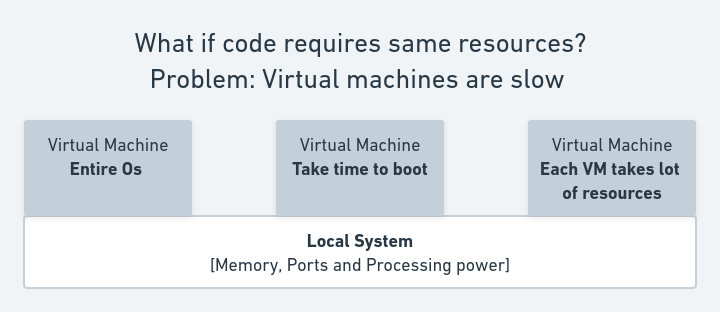 What if code requires same resources?
Problem: Virtual machines are slow
Virtual Machine
Entire Os
Virtual Machine
Take time to boot
Virtual Machine
Each VM takes lot
of resources
Local System
[Memory, Ports and Processing power]